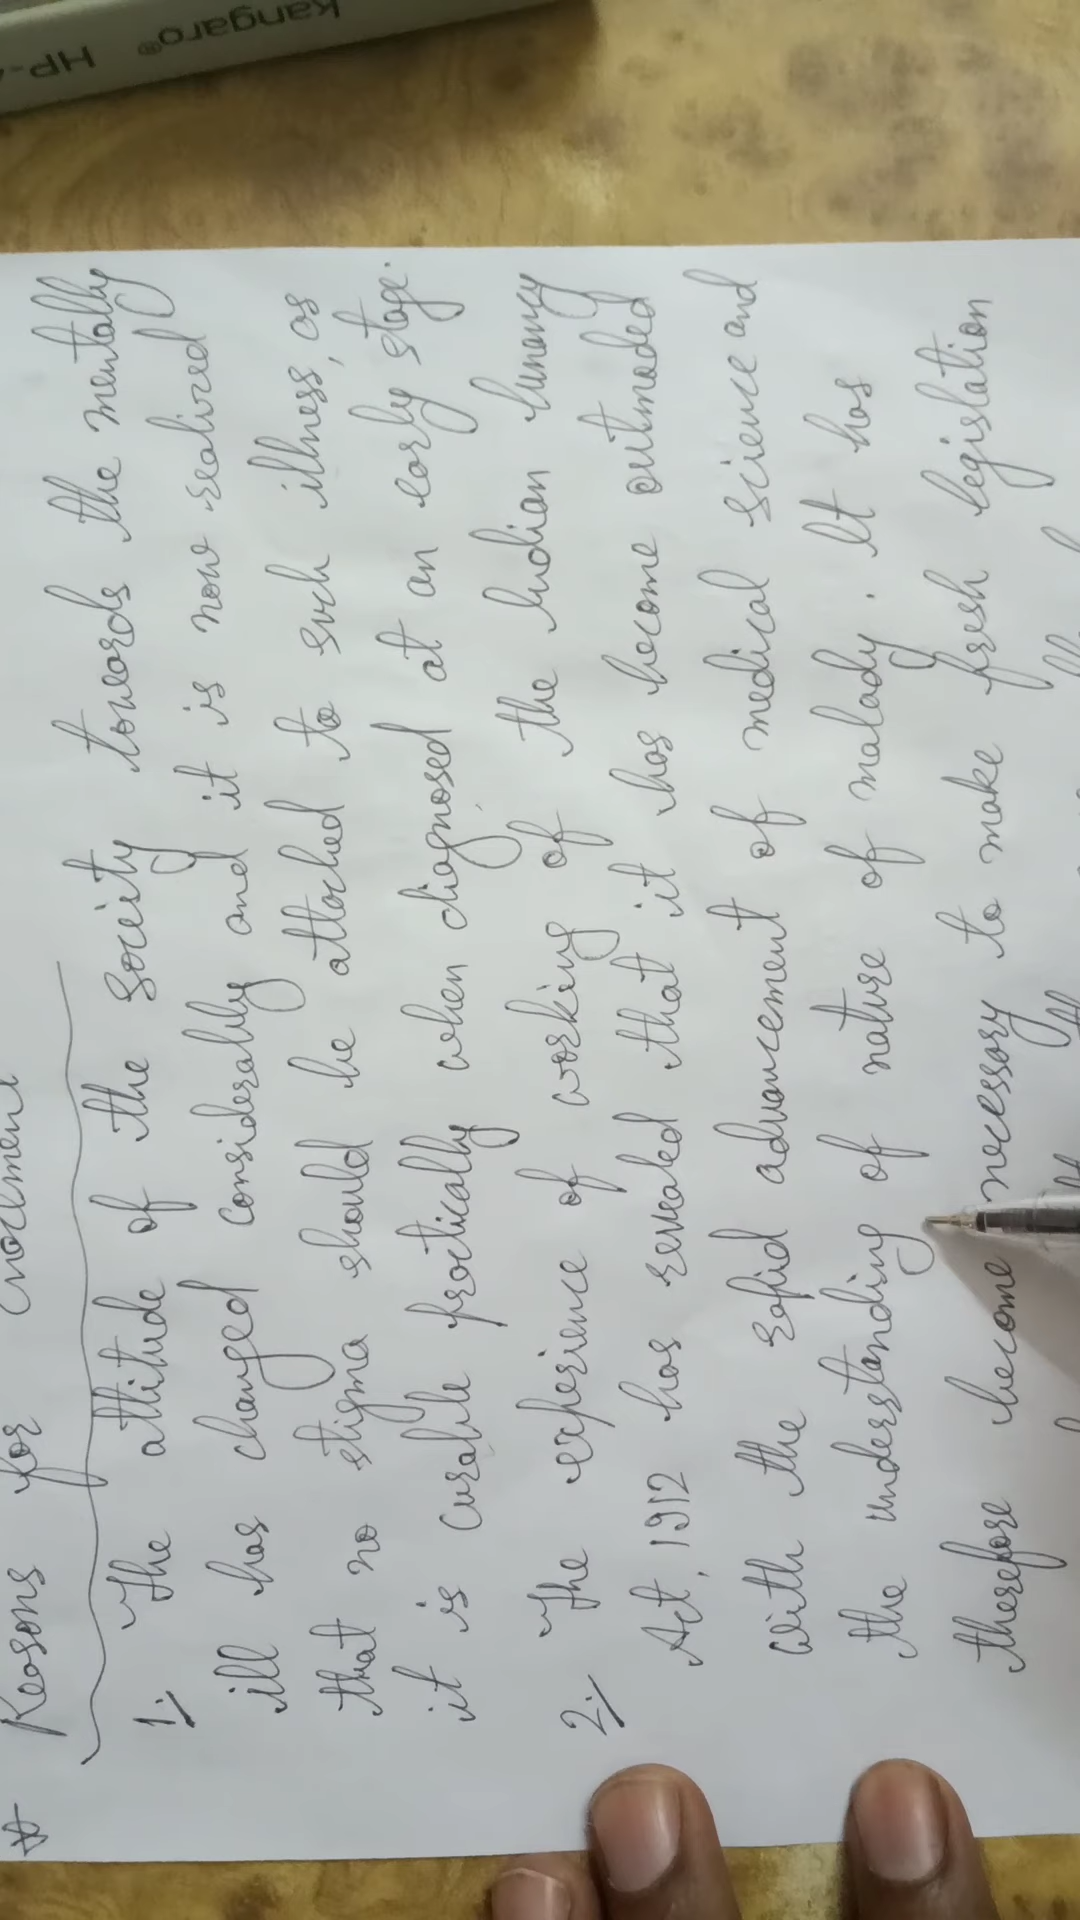 kangaro® HP-
* Reasons for
1./ The attitude of the Society towards the mentally
ill has changed considerably and it is now realized
that no stigma should be attached to such illness, as
it is curable practically when diagnosed at an early stage.
2./ The experience of working of the Indian lunancy
Act, 1912 has revealed that it has become outmoded
with the rapid advancement of medical science and
the understanding of nature of malady. It has
therefore become necessary to make fresh legislation